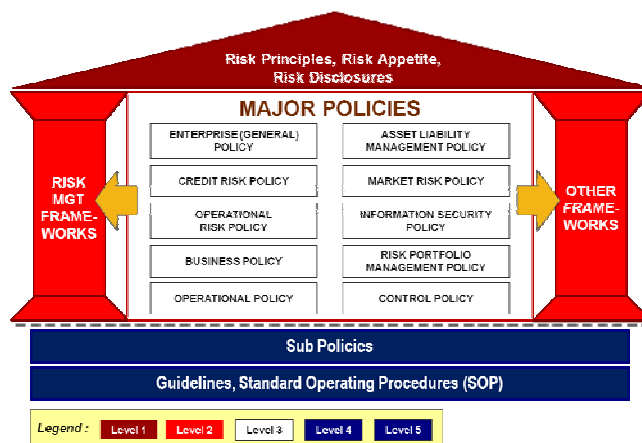 Risk Principles, Risk Appetite,
Risk Disclosures
MAJOR POLICIES
ENTERPRISE(GENERAL)
POLICY
ASSET LIABILITY
MANAGEMENT POLICY
CREDIT RISK POLICY
MARKET RISK POLICY
OPERATIONAL
RISK POLICY
INFORMATION SECURITY
POLICY
BUSINESS POLICY
RISK PORTFOLIO
MANAGEMENT POLICY
OPERATIONAL POLICY
CONTROL POLICY
RISK
MGT
FRAME-
WORKS
OTHER
FRAME-
WORKS
Sub Policies
Guidelines, Standard Operating Procedures (SOP)
Legend :
Level 1
Level 2
Level 3
Level 4
Level 5